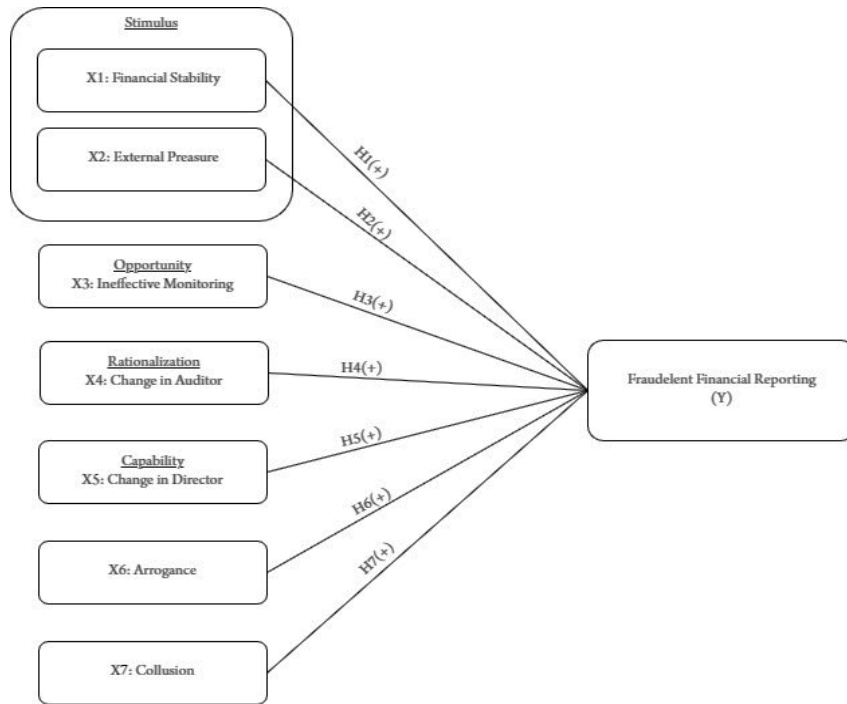 Stimulus
X1: Financial Stability
X2: External Preasure
Opportunity
X3: Ineffective Monitoring
Rationalization
X4: Change in Auditor
Capability
X5: Change in Director
X6: Arrogance
X7: Collusion
H1(+)
H2(+)
H3(+)
H4(+)
H5(+)
H6(+)
H7(+)
Fraudelent Financial Reporting
(Y)